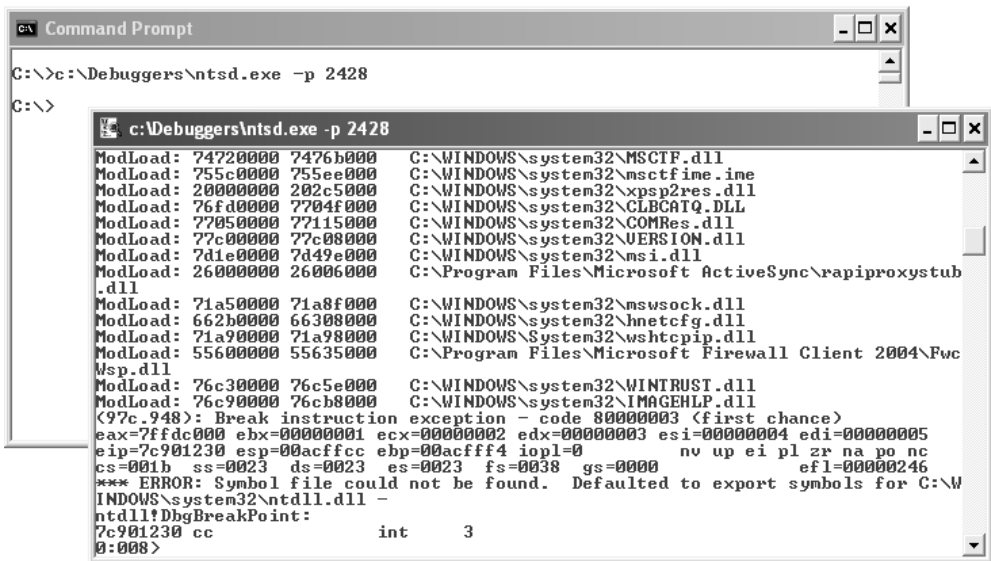 Command Prompt
C:\>c:\Debuggers\ntsd.exe -p 2428
C:\>
c:\Debuggers\ntsd.exe -p 2428
ModLoad: 74720000 7476b000   C:\WINDOWS\system32\MSCTF.dll
ModLoad: 755c0000 755ee000   C:\WINDOWS\system32\msctfime.ime
ModLoad: 20000000 202c5000   C:\WINDOWS\system32\xpsp2res.dll
ModLoad: 76fd0000 7704f000   C:\WINDOWS\system32\CLBCATQ.DLL
ModLoad: 77050000 77115000   C:\WINDOWS\system32\COMRes.dll
ModLoad: 77c00000 77c08000   C:\WINDOWS\system32\VERSION.dll
ModLoad: 7d1e0000 7d49e000   C:\WINDOWS\system32\msi.dll
ModLoad: 26000000 26006000   C:\Program Files\Microsoft ActiveSync\rapiproxystub
.dll
ModLoad: 71a50000 71a8f000   C:\WINDOWS\system32\mswsock.dll
ModLoad: 662b0000 66308000   C:\WINDOWS\system32\hnetcfg.dll
ModLoad: 71a90000 71a98000   C:\WINDOWS\System32\wshtcpip.dll
ModLoad: 55600000 55635000   C:\Program Files\Microsoft Firewall Client 2004\Fwc
Wsp.dll
ModLoad: 76c30000 76c5e000   C:\WINDOWS\system32\WINTRUST.dll
ModLoad: 76c90000 76cb8000   C:\WINDOWS\system32\IMAGEHLP.dll
(97c.948): Break instruction exception - code 80000003 (first chance)
eax=7ffdc000 ebx=00000001 ecx=00000002 edx=00000003 esi=00000004 edi=00000005
eip=7c901230 esp=00acffcc ebp=00acfff4 iopl=0         nv up ei pl zr na po nc
cs=001b  ss=0023  ds=0023  es=0023  fs=0038  gs=0000             efl=00000246
*** ERROR: Symbol file could not be found.  Defaulted to export symbols for C:\W
INDOWS\system32\ntdll.dll -
ntdll!DbgBreakPoint:
7c901230 cc               int     3
0:008>